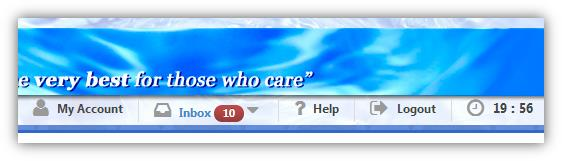 e very best for those who care”
My Account Inbox 10 Help Logout 19 : 56